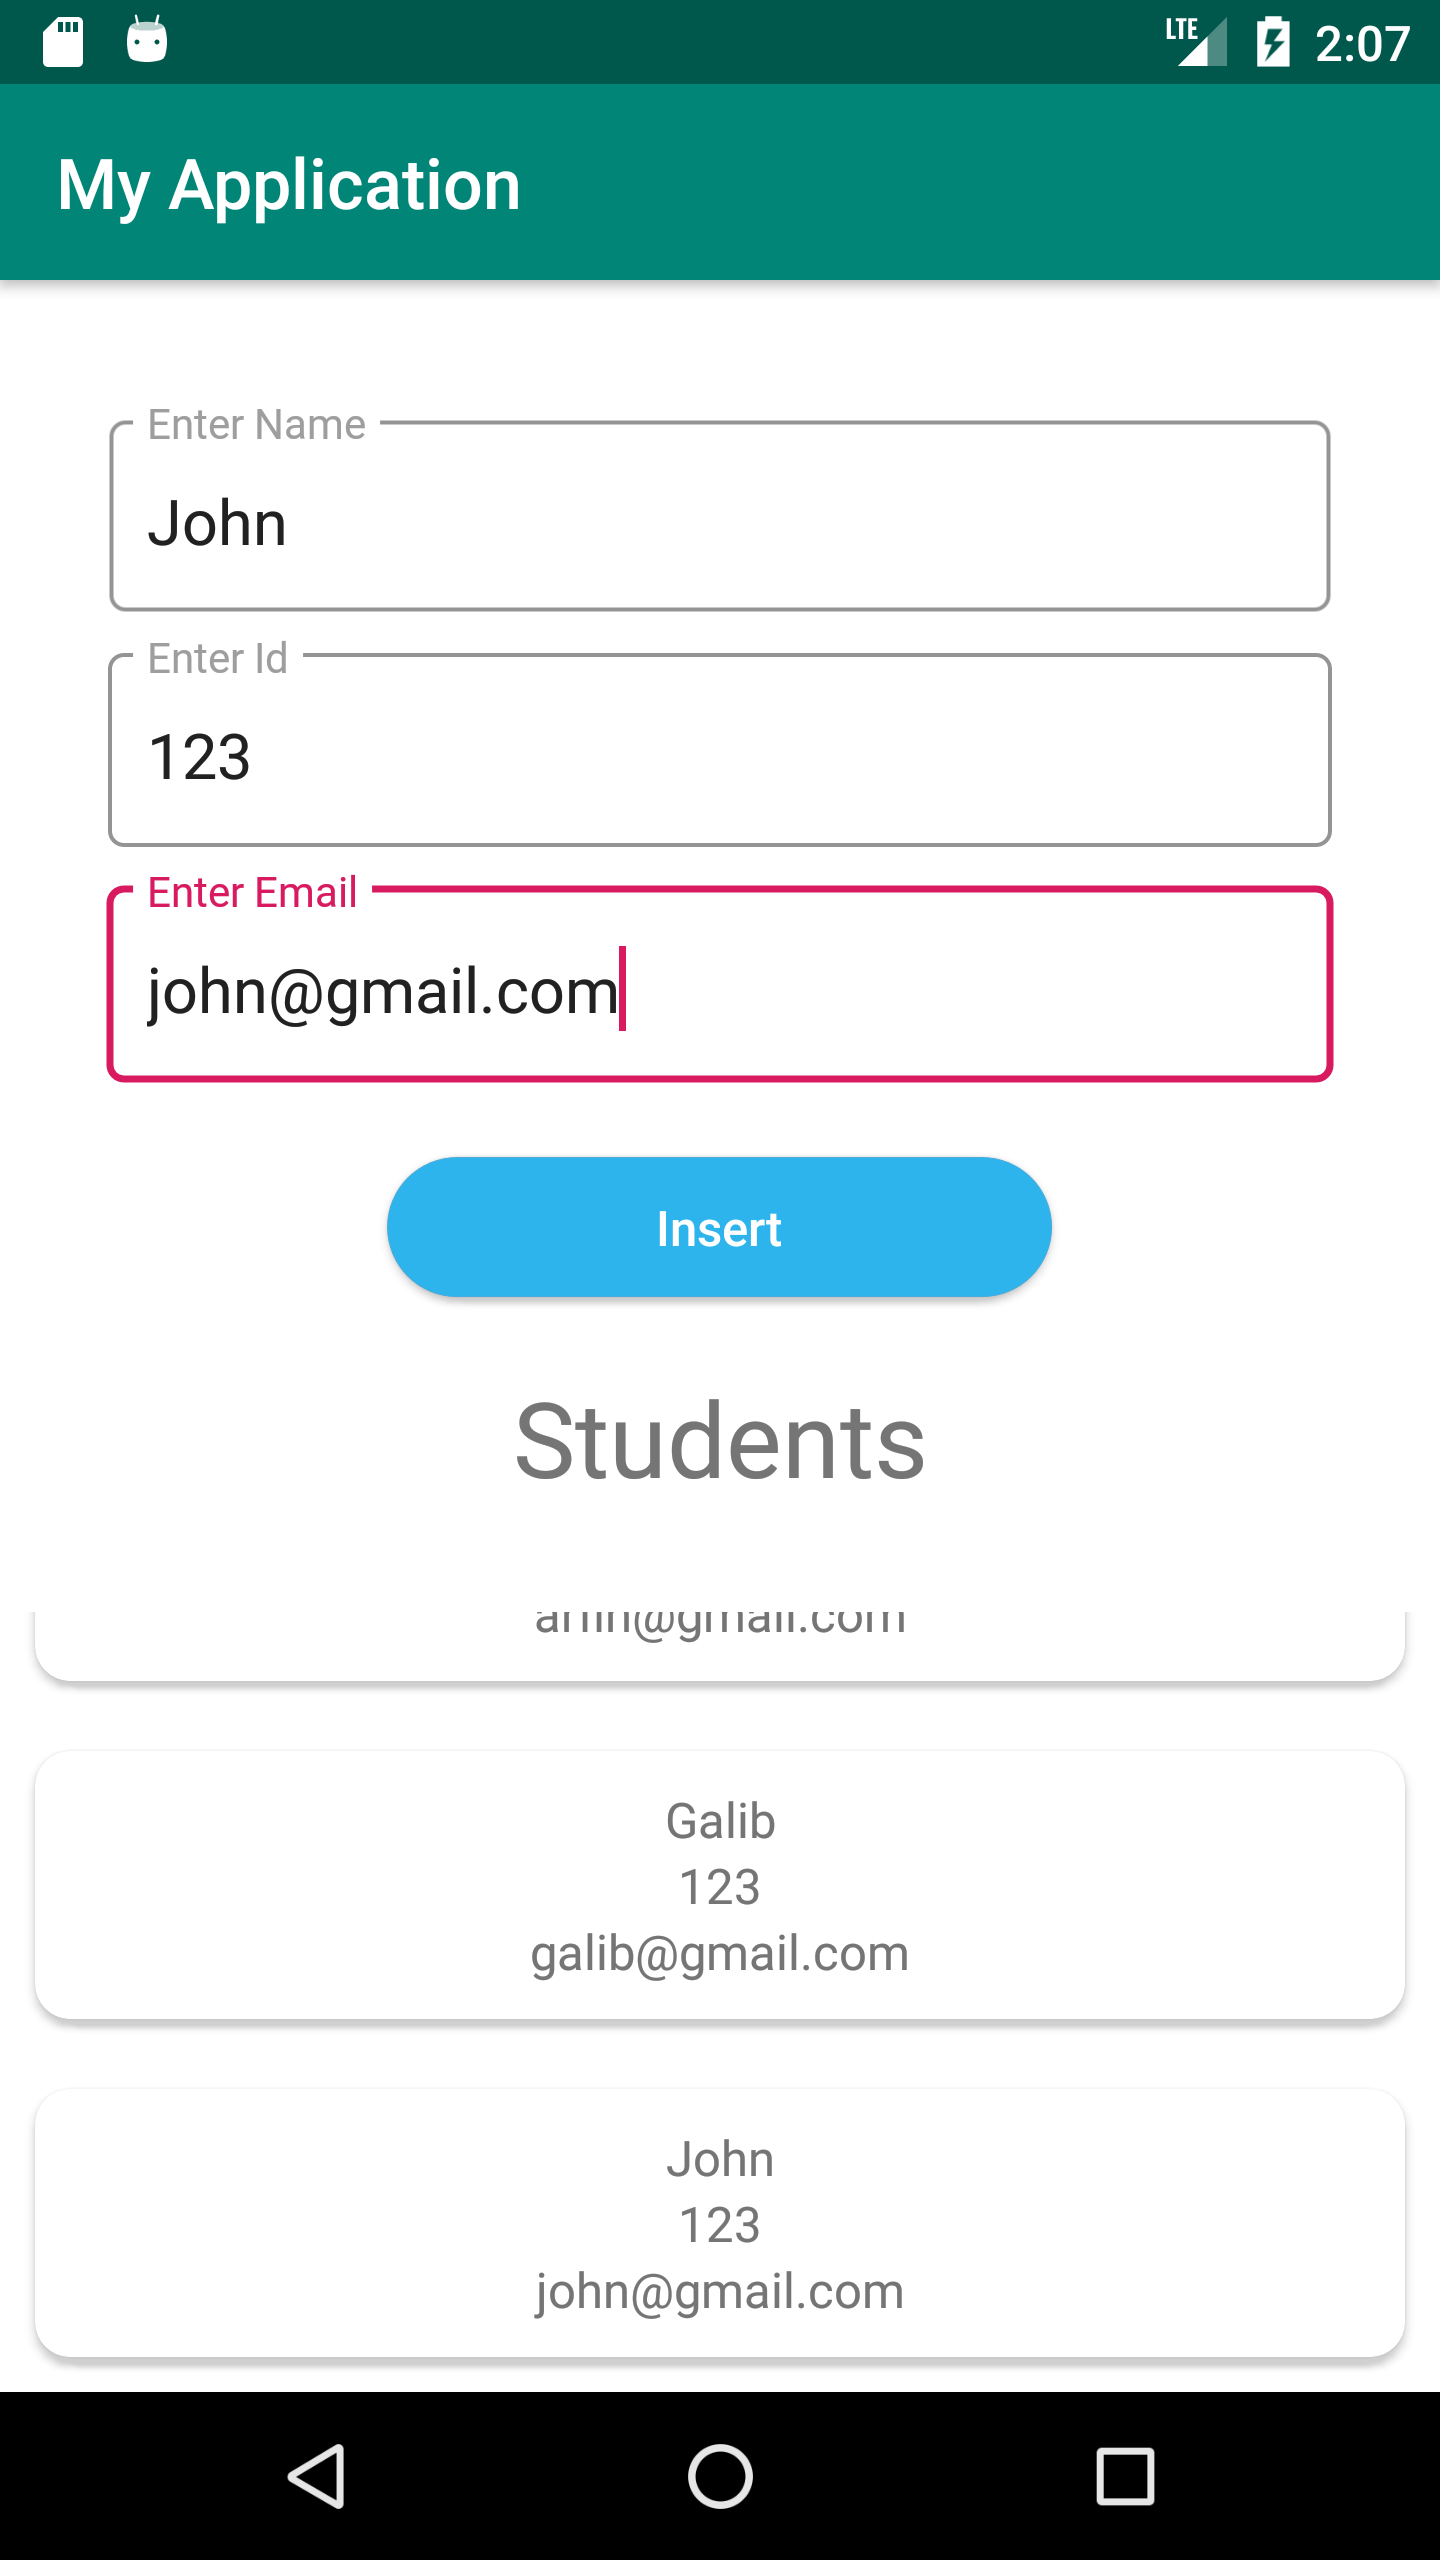 LTE 2:07
My Application
Enter Name
John
Enter Id
123
Enter Email
john@gmail.com
Insert
Students
Galib
123
galib@gmail.com
John
123
john@gmail.com